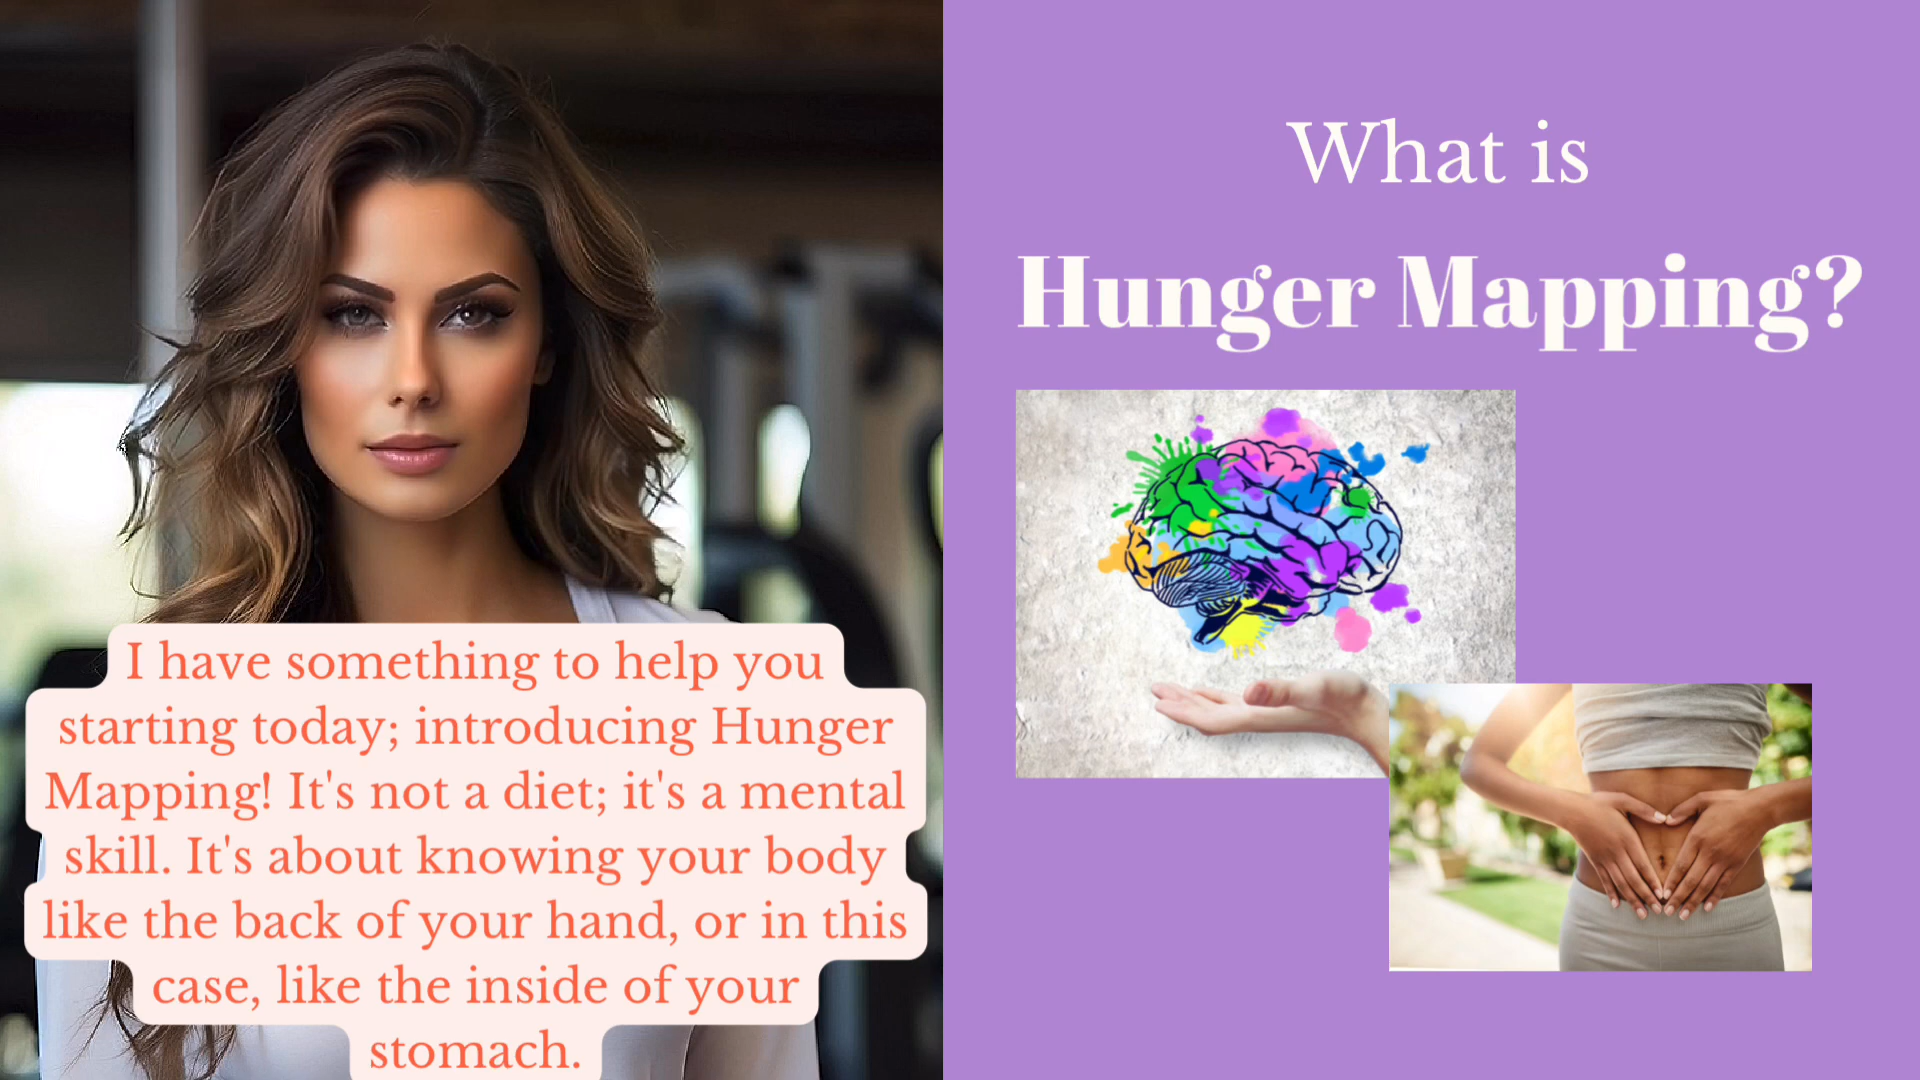 I have something to help you
starting today; introducing Hunger
Mapping! It's not a diet; it's a mental
skill. It's about knowing your body
like the back of your hand, or in this
case, like the inside of your
stomach.
What is
Hunger Mapping?